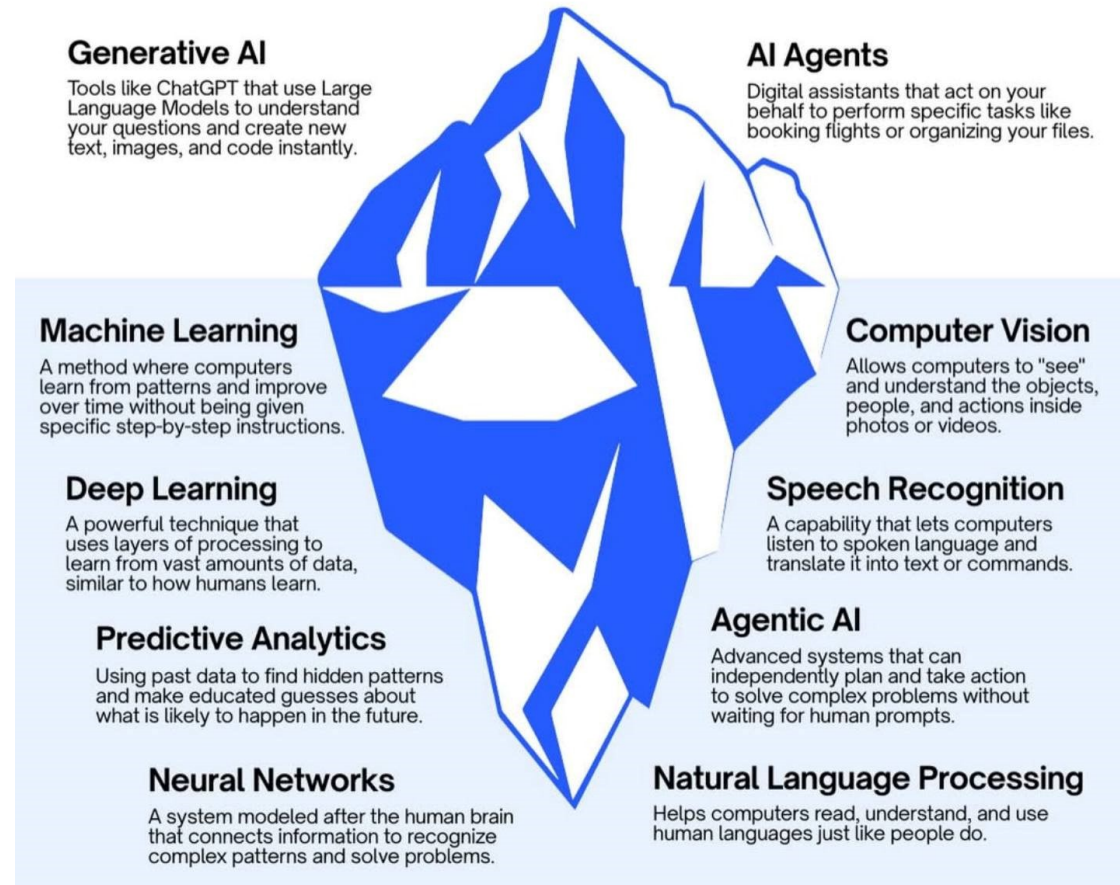 Generative AI
Tools like ChatGPT that use Large
Language Models to understand
your questions and create new
text, images, and code instantly.
AI Agents
Digital assistants that act on your
behalf to perform specific tasks like
booking flights or organizing your files.
Machine Learning
A method where computers
learn from patterns and improve
over time without being given
specific step-by-step instructions.
Computer Vision
Allows computers to "see"
and understand the objects,
people, and actions inside
photos or videos.
Deep Learning
A powerful technique that
uses layers of processing to
learn from vast amounts of data,
similar to how humans learn.
Speech Recognition
A capability that lets computers
listen to spoken language and
translate it into text or commands.
Predictive Analytics
Using past data to find hidden patterns
and make educated guesses about
what is likely to happen in the future.
Agentic AI
Advanced systems that can
independently plan and take action
to solve complex problems without
waiting for human prompts.
Neural Networks
A system modeled after the human brain
that connects information to recognize
complex patterns and solve problems.
Natural Language Processing
Helps computers read, understand, and use
human languages just like people do.